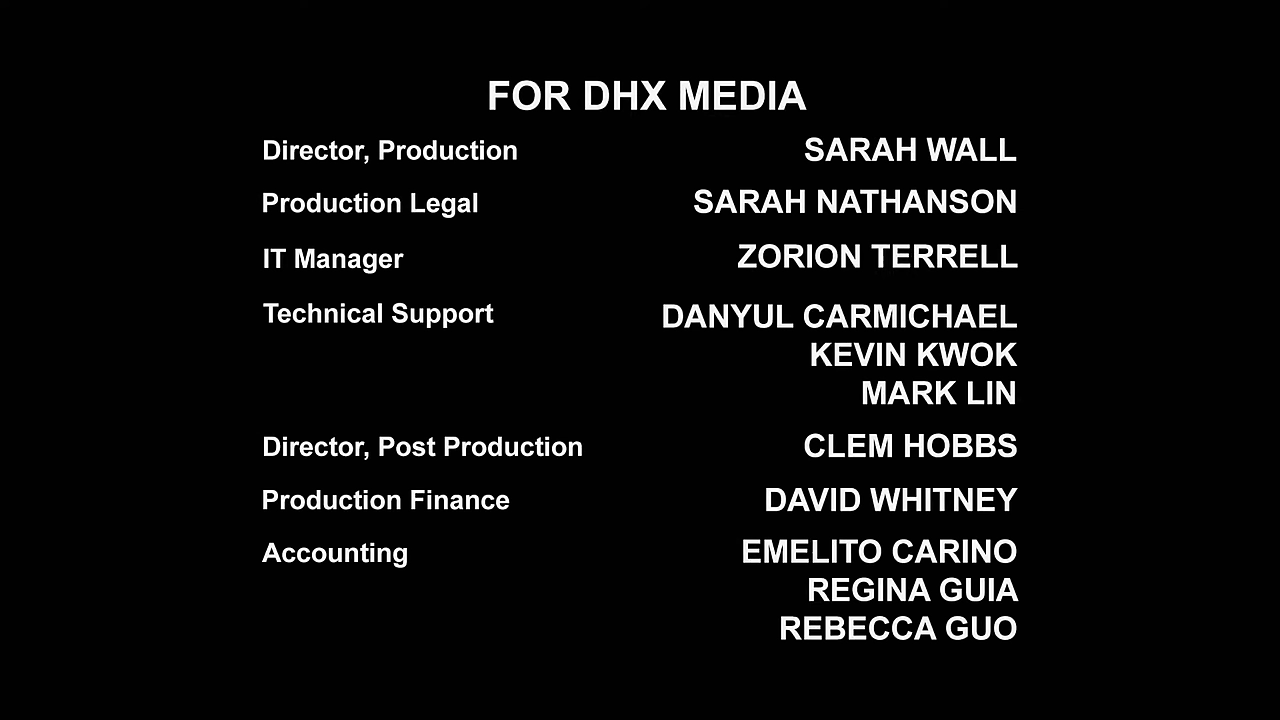 FOR DHX MEDIA
Director, Production SARAH WALL
Production Legal SARAH NATHANSON
IT Manager ZORION TERRELL
Technical Support DANYUL CARMICHAEL
KEVIN KWOK
MARK LIN
Director, Post Production CLEM HOBBS
Production Finance DAVID WHITNEY
Accounting EMELITO CARINO
REGINA GUIA
REBECCA GUO